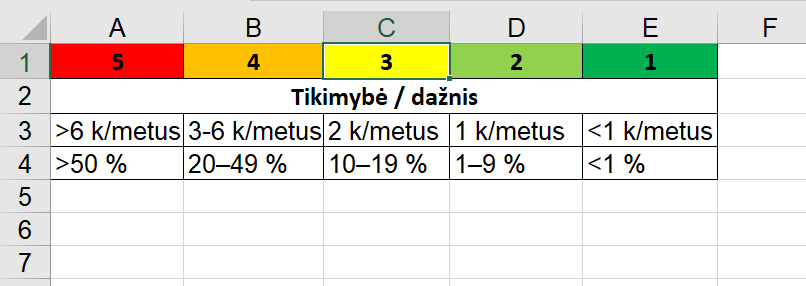 A B C D E F
1 5 4 3 2 1
2 Tikimybė / dažnis
3 >6 k/metus 3-6 k/metus 2 k/metus 1 k/metus <1 k/metus
4 >50 % 20–49 % 10–19 % 1–9 % <1 %
5
6
7